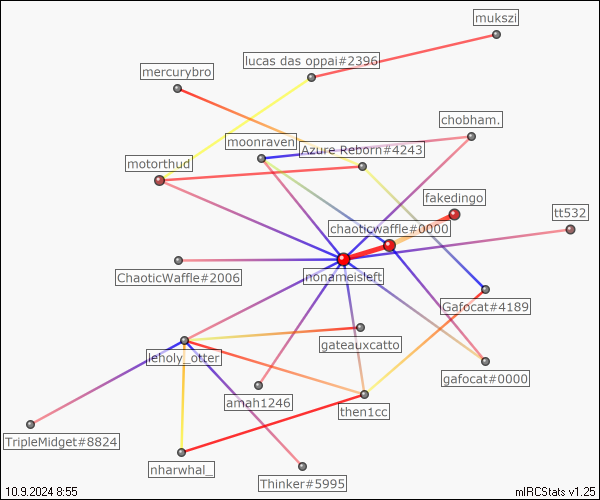 mukszi
lucas das oppai#2396
mercurybro
chobham.
moonraven
Azure Reborn#4243
motorthud
fakedingo
tt532
chaoticwaffle#0000
ChaoticWaffle#2006
nonameisleft
Gafocat#4189
gateauxcatto
leholy_otter
gafocat#0000
amah1246
then1cc
TripleMidget#8824
nharwhal_
Thinker#5995
10.9.2024 8:55
mIRCStats v1.25